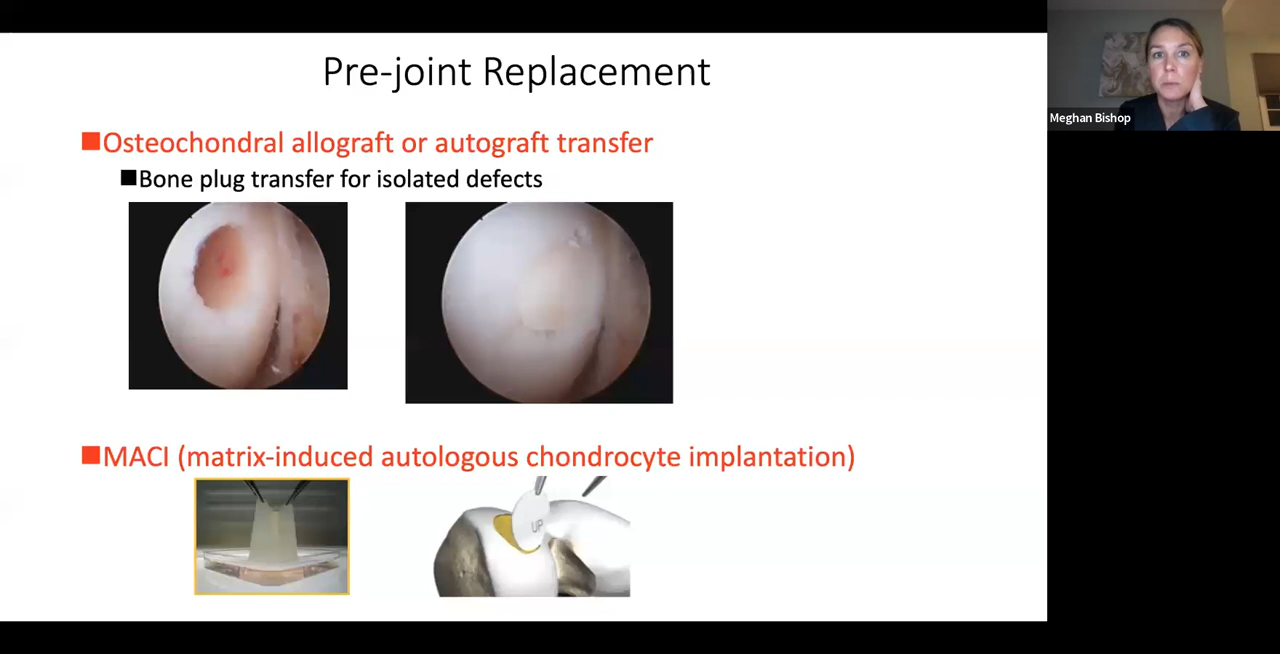 Pre-joint Replacement
Meghan Bishop
Osteochondral allograft or autograft transfer
Bone plug transfer for isolated defects
MACI (matrix-induced autologous chondrocyte implantation)
UP